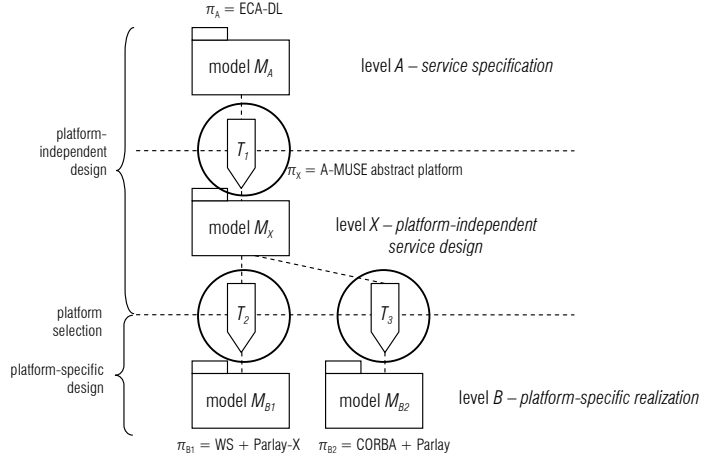 π_A = ECA-DL
model M_A
level A – service specification
platform-
independent
design
T_1
π_X = A-MUSE abstract platform
model M_X
level X – platform-independent
service design
platform
selection
T_2
T_3
platform-specific
design
model M_B1
model M_B2
level B – platform-specific realization
π_B1 = WS + Parlay-X
π_B2 = CORBA + Parlay